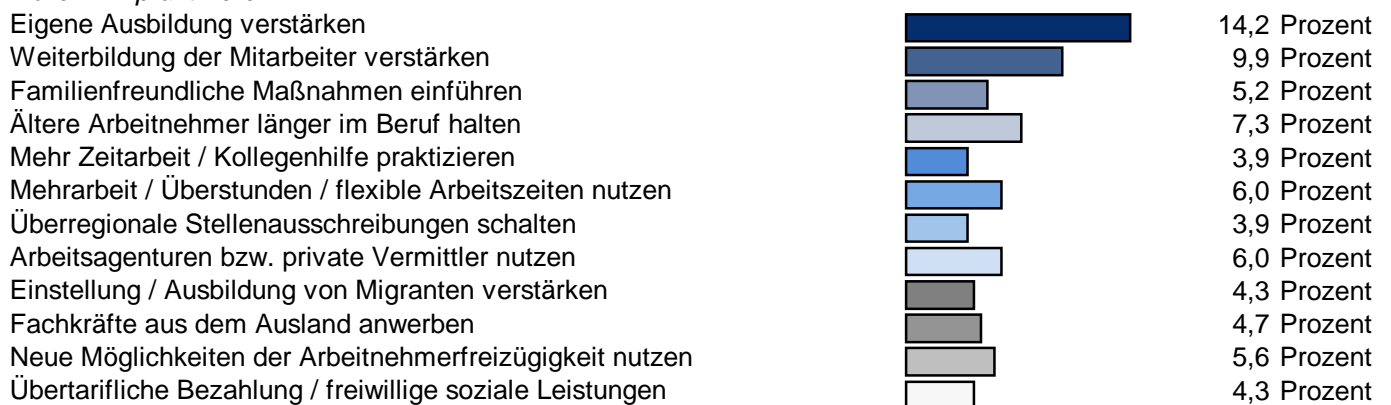 Eigene Ausbildung verstärken 14,2 Prozent
Weiterbildung der Mitarbeiter verstärken 9,9 Prozent
Familienfreundliche Maßnahmen einführen 5,2 Prozent
Ältere Arbeitnehmer länger im Beruf halten 7,3 Prozent
Mehr Zeitarbeit / Kollegenhilfe praktizieren 3,9 Prozent
Mehrarbeit / Überstunden / flexible Arbeitszeiten nutzen 6,0 Prozent
Überregionale Stellenausschreibungen schalten 3,9 Prozent
Arbeitsagenturen bzw. private Vermittler nutzen 6,0 Prozent
Einstellung / Ausbildung von Migranten verstärken 4,3 Prozent
Fachkräfte aus dem Ausland anwerben 4,7 Prozent
Neue Möglichkeiten der Arbeitnehmerfreizügigkeit nutzen 5,6 Prozent
Übertarifliche Bezahlung / freiwillige soziale Leistungen 4,3 Prozent